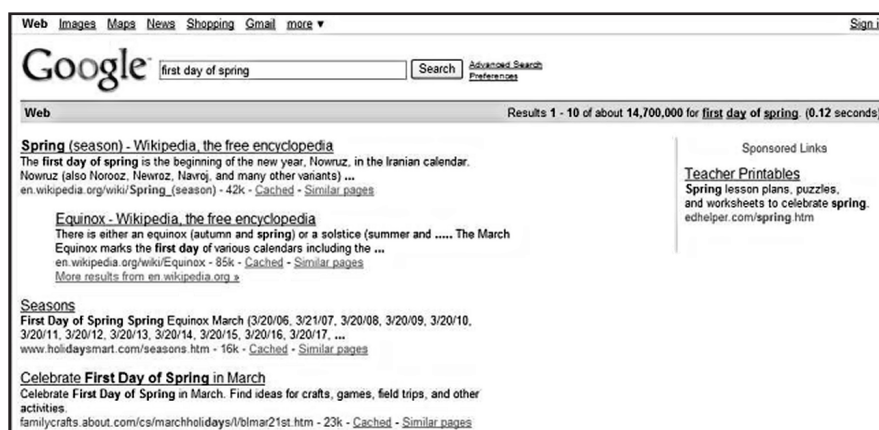 Web Images Maps News Shopping Gmail more ▼
Sign i
Google
first day of spring
Search
Advanced Search
Preferences
Web
Results 1 - 10 of about 14,700,000 for first day of spring. (0.12 seconds)
Spring (season) - Wikipedia, the free encyclopedia
The first day of spring is the beginning of the new year, Nowruz, in the Iranian calendar.
Nowruz (also Norooz, Newroz, Navroj, and many other variants) ...
en.wikipedia.org/wiki/Spring_(season) - 42k - Cached - Similar pages
Equinox - Wikipedia, the free encyclopedia
There is either an equinox (autumn and spring) or a solstice (summer and ..... The March
Equinox marks the first day of various calendars including the ...
en.wikipedia.org/wiki/Equinox - 85k - Cached - Similar pages
More results from en.wikipedia.org »
Seasons
First Day of Spring Spring Equinox March (3/20/06, 3/21/07, 3/20/08, 3/20/09, 3/20/10,
3/20/11, 3/20/12, 3/20/13, 3/20/14, 3/20/15, 3/20/16, 3/20/17, ...
www.holidaysmart.com/seasons.htm - 16k - Cached - Similar pages
Celebrate First Day of Spring in March
Celebrate First Day of Spring in March. Find ideas for crafts, games, field trips, and other
activities.
familycrafts.about.com/cs/marchholidays/l/blmar21st.htm - 23k - Cached - Similar pages
Sponsored Links
Teacher Printables
Spring lesson plans, puzzles,
and worksheets to celebrate spring.
edhelper.com/spring.htm